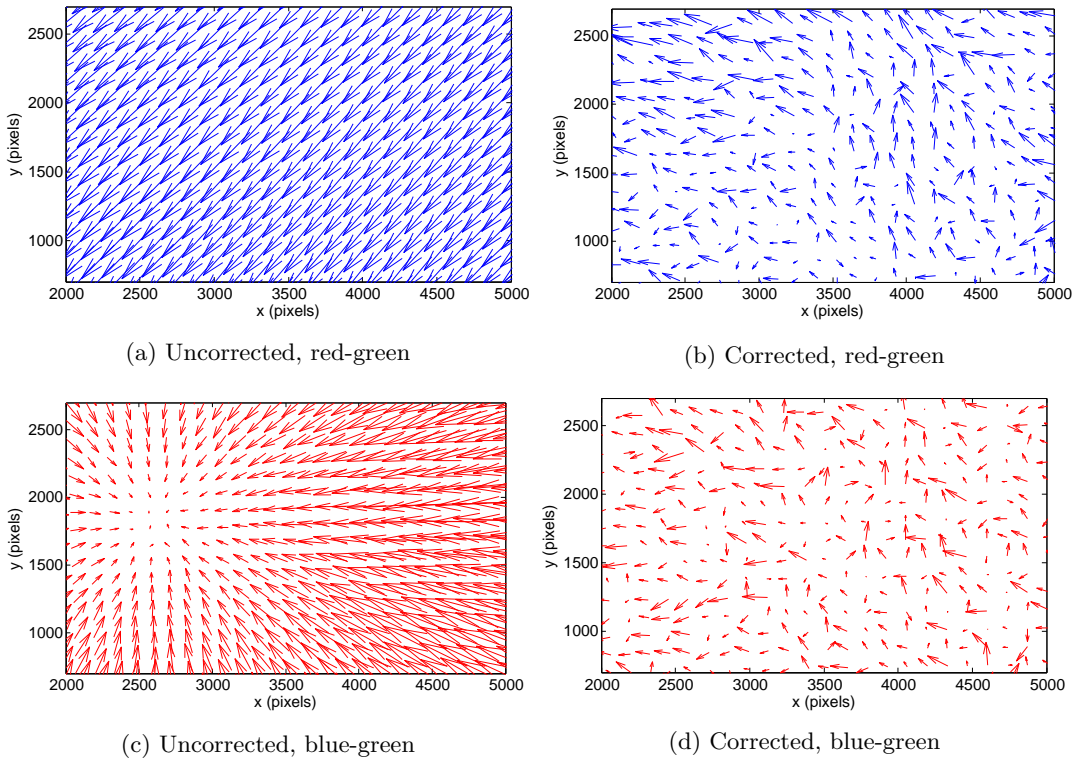 2500
2000
1500
1000
y (pixels)
2000 2500 3000 3500 4000 4500 5000
x (pixels)
(a) Uncorrected, red-green
2500
2000
1500
1000
y (pixels)
2000 2500 3000 3500 4000 4500 5000
x (pixels)
(b) Corrected, red-green
2500
2000
1500
1000
y (pixels)
2000 2500 3000 3500 4000 4500 5000
x (pixels)
(c) Uncorrected, blue-green
2500
2000
1500
1000
y (pixels)
2000 2500 3000 3500 4000 4500 5000
x (pixels)
(d) Corrected, blue-green